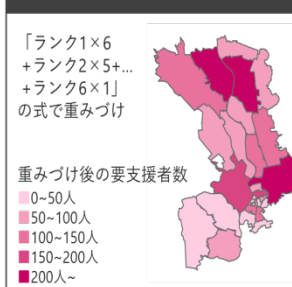 「ランク1×6
+ランク2×5+...
+ランク6×1」
の式で重みづけ
重みづけ後の要支援者数
0~50人
50~100人
100~150人
150~200人
200人~